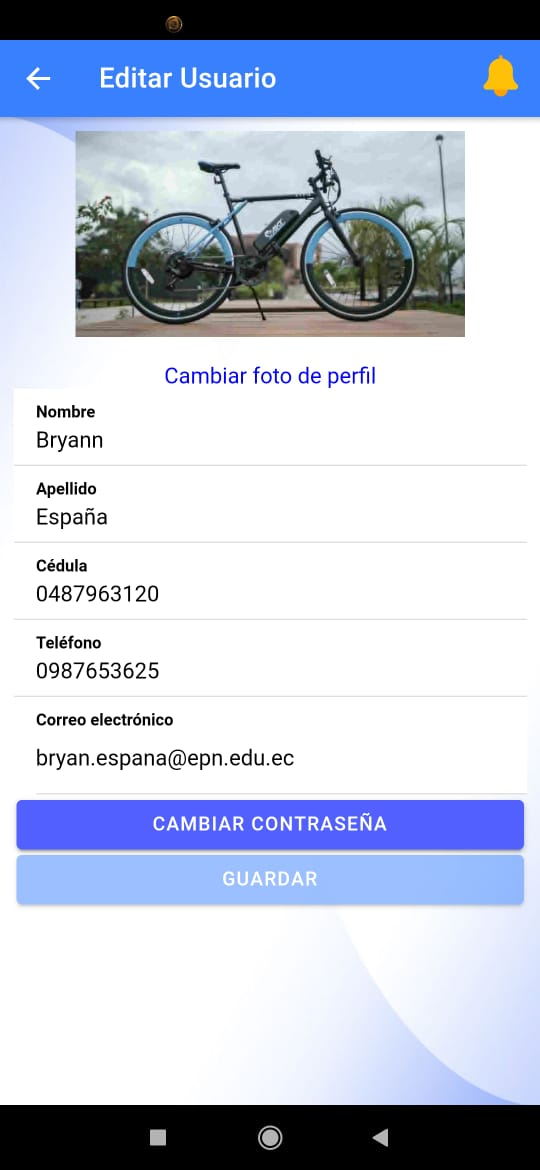 Editar Usuario
Cambiar foto de perfil
Nombre
Bryann
Apellido
España
Cédula
0487963120
Teléfono
0987653625
Correo electrónico
bryan.espana@epn.edu.ec
CAMBIAR CONTRASEÑA
GUARDAR